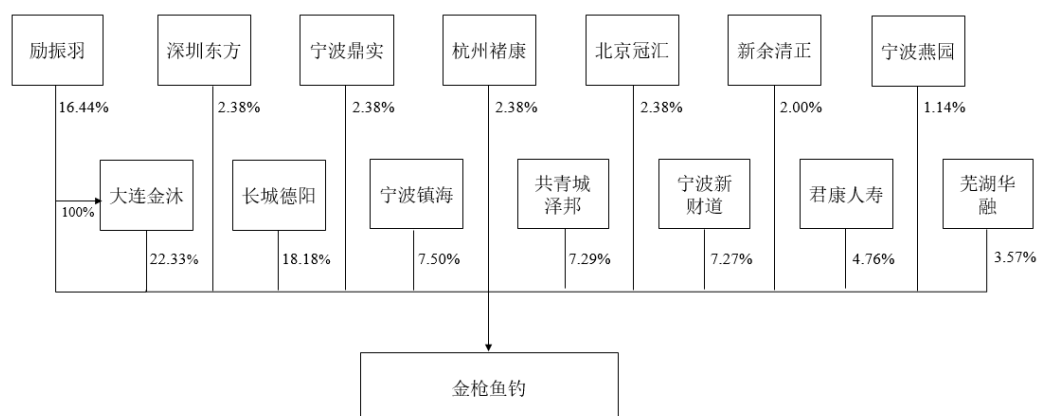 励振羽
深圳东方
宁波鼎实
杭州褚康
北京冠汇
新余清正
宁波燕园
16.44%
2.38%
2.38%
2.38%
2.38%
2.00%
1.14%
大连金沐
长城德阳
宁波镇海
共青城
泽邦
宁波新
财道
君康人寿
芜湖华
融
100%
22.33%
18.18%
7.50%
7.29%
7.27%
4.76%
3.57%
金枪鱼钓